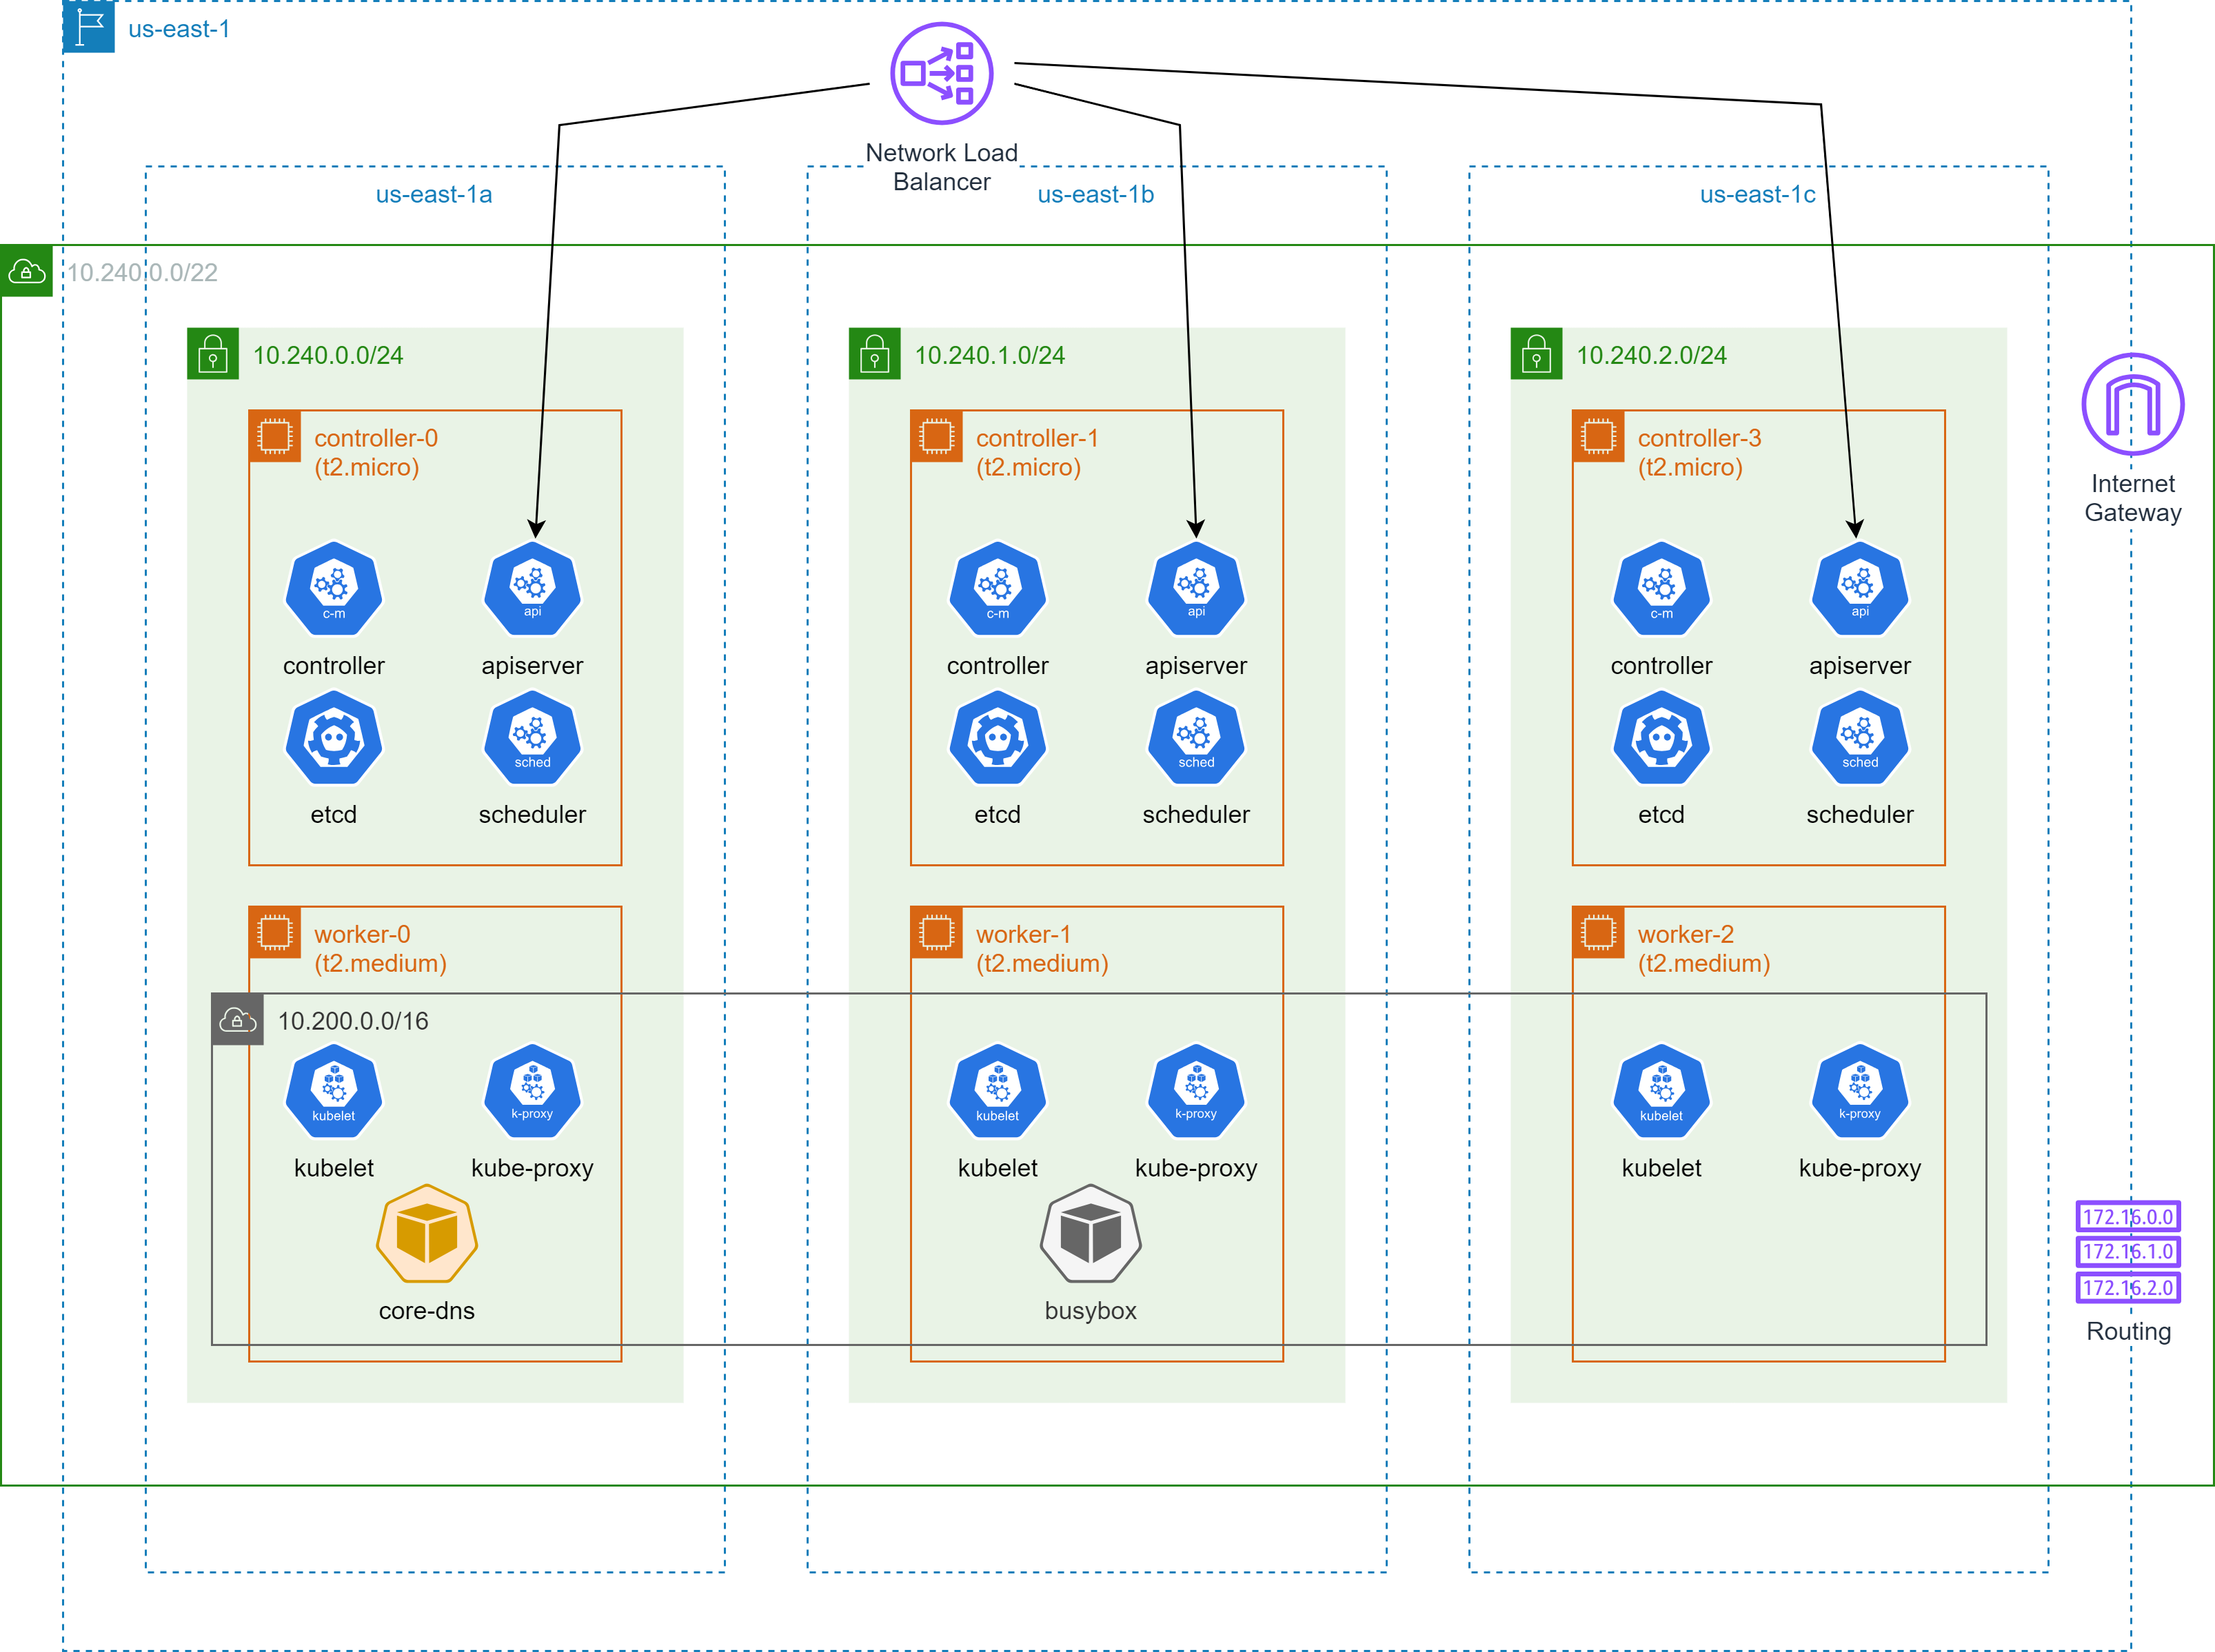 us-east-1
Network Load
Balancer
us-east-1a
us-east-1b
us-east-1c
10.240.0.0/22
10.240.0.0/24
10.240.1.0/24
10.240.2.0/24
controller-0
(t2.micro)
controller-1
(t2.micro)
controller-3
(t2.micro)
Internet
Gateway
c-m
api
c-m
api
c-m
api
controller
apiserver
controller
apiserver
controller
apiserver
sched
sched
sched
etcd
scheduler
etcd
scheduler
etcd
scheduler
worker-0
(t2.medium)
worker-1
(t2.medium)
worker-2
(t2.medium)
10.200.0.0/16
kubelet
k-proxy
kubelet
k-proxy
kubelet
k-proxy
kubelet
kube-proxy
kubelet
kube-proxy
kubelet
kube-proxy
172.16.0.0
172.16.1.0
172.16.2.0
core-dns
busybox
Routing